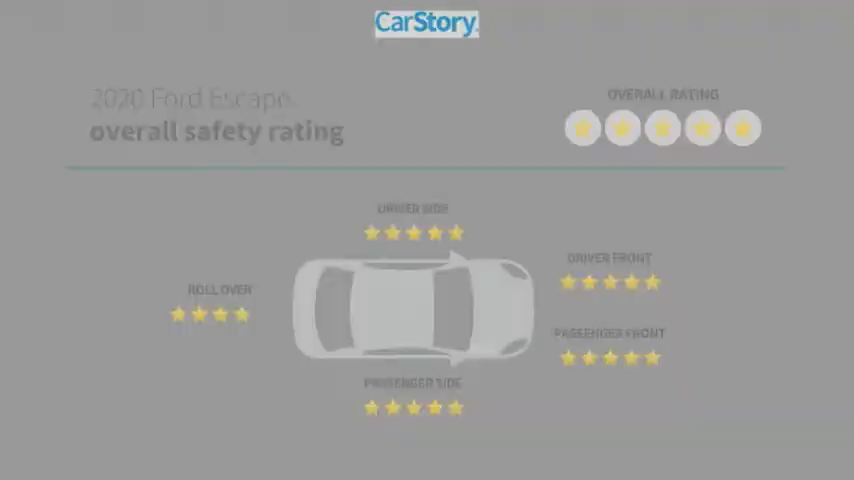 CarStory.
2020 Ford Escape
overall safety rating
OVERALL RATING
DRIVER SIDE
DRIVER FRONT
ROLL OVER
PASSENGER FRONT
PASSENGER SIDE